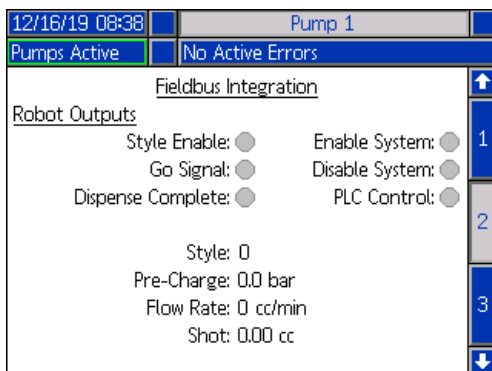 12/16/19 08:38 Pump 1
Pumps Active No Active Errors
Fieldbus Integration
Robot Outputs
Style Enable: Enable System:
Go Signal: Disable System:
Dispense Complete: PLC Control:
Style: 0
Pre-Charge: 0.0 bar
Flow Rate: 0 cc/min
Shot: 0.00 cc
1
2
3